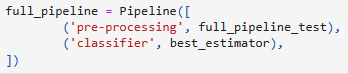 full_pipeline = Pipeline([
        ('pre-processing', full_pipeline_test),
        ('classifier', best_estimator),
])